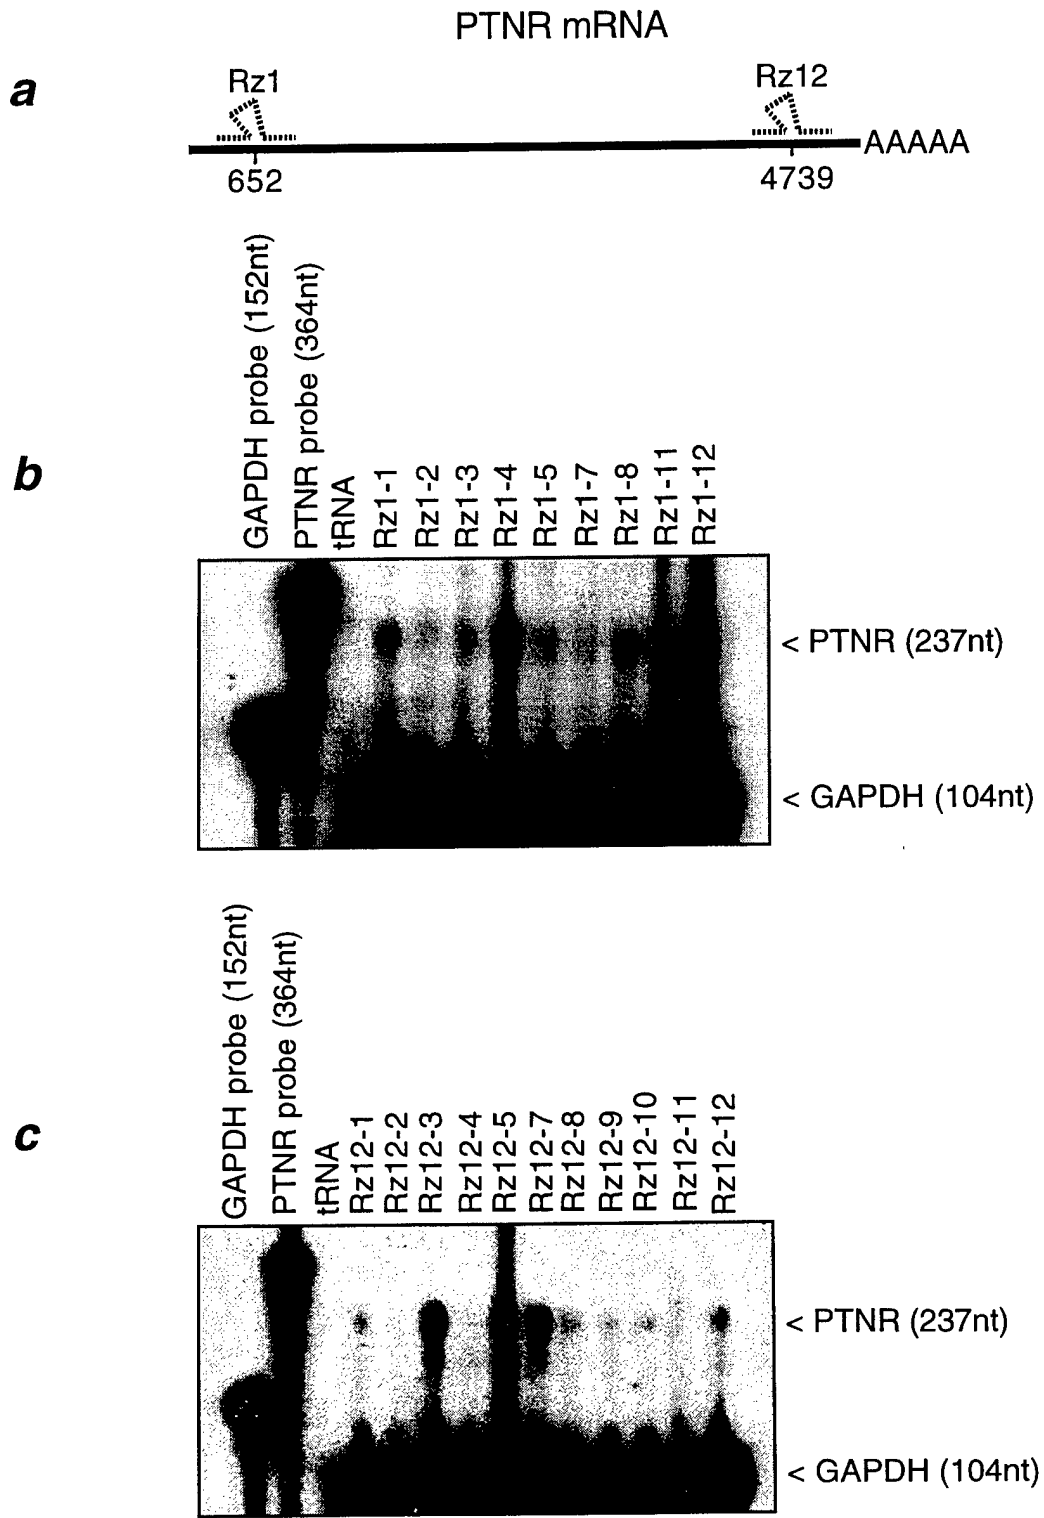 PTNR mRNA
a
Rz1
Rz12
AAAAA
652
4739
b
GAPDH probe (152nt)
PTNR probe (364nt)
tRNA
Rz1-1
Rz1-2
Rz1-3
Rz1-4
Rz1-5
Rz1-7
Rz1-8
Rz1-11
Rz1-12
< PTNR (237nt)
< GAPDH (104nt)
c
GAPDH probe (152nt)
PTNR probe (364nt)
tRNA
Rz12-1
Rz12-2
Rz12-3
Rz12-4
Rz12-5
Rz12-7
Rz12-8
Rz12-9
Rz12-10
Rz12-11
Rz12-12
< PTNR (237nt)
< GAPDH (104nt)